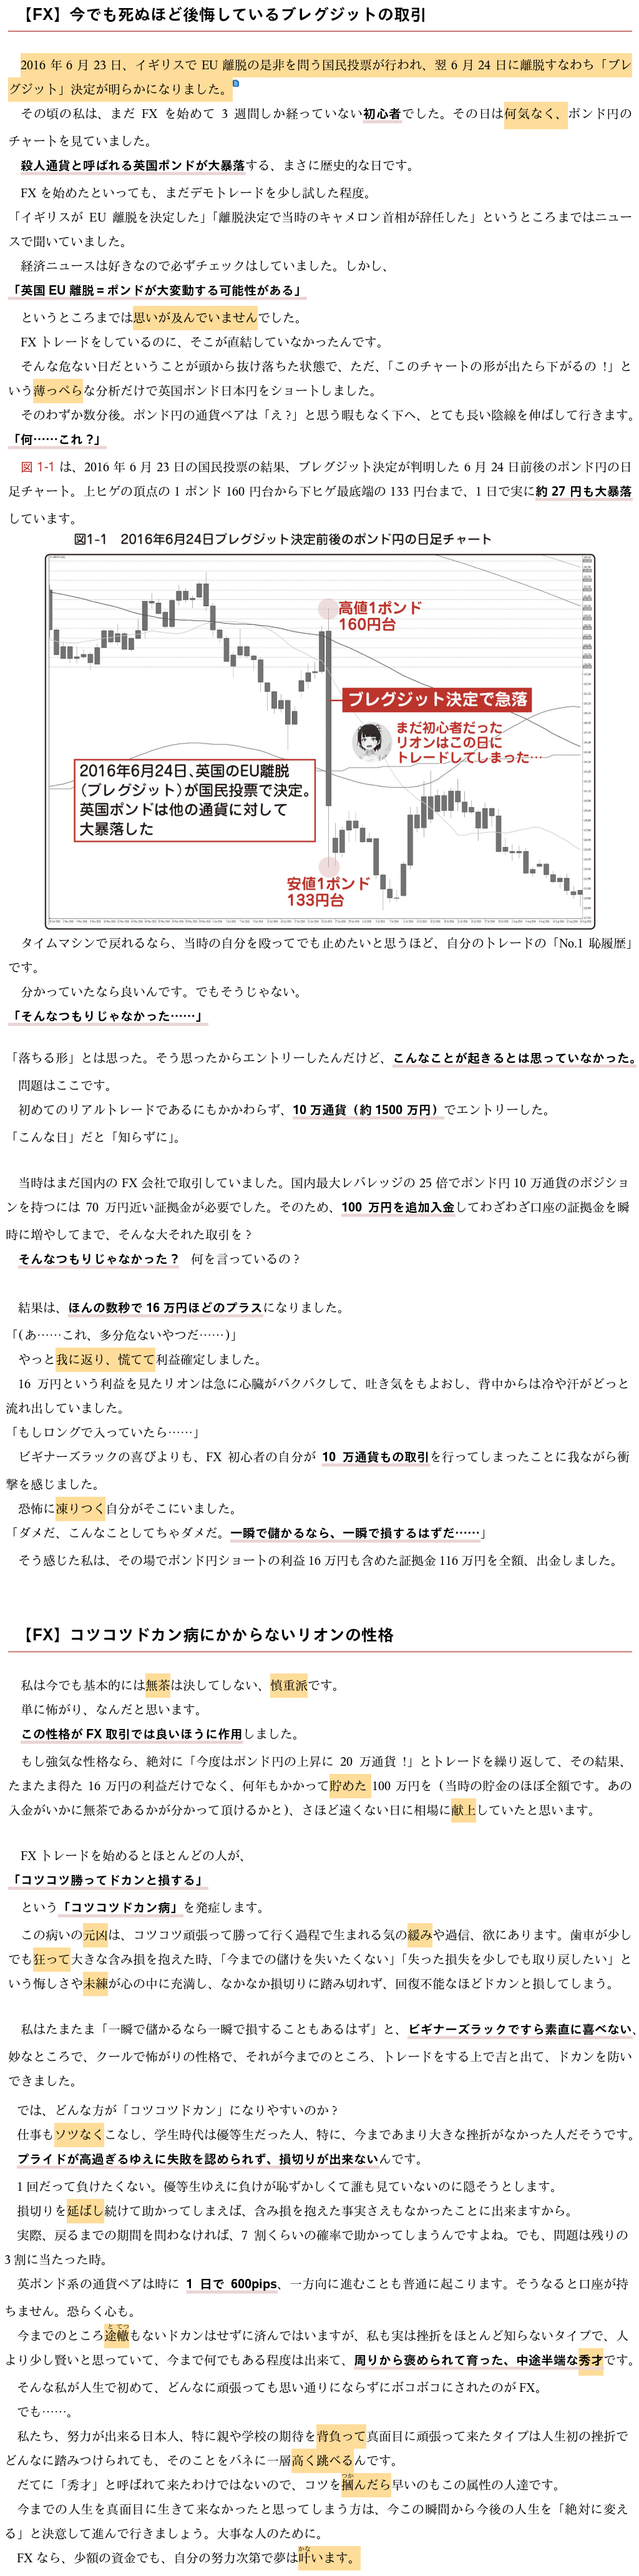 【FX】今でも死ぬほど後悔しているブレグジットの取引
2016 年 6 月 23 日、イギリスで EU 離脱の是非を問う国民投票が行われ、翌 6 月 24 日に離脱すなわち「ブレ
グジット」決定が明らかになりました。
その頃の私は、まだ FX を始めて 3 週間しか経っていない初心者でした。その日は何気なく、ポンド円の
チャートを見ていました。
殺人通貨と呼ばれる英国ポンドが大暴落する、まさに歴史的な日です。
FX を始めたといっても、まだデモトレードを少し試した程度。
「イギリスが EU 離脱を決定した」「離脱決定で当時のキャメロン首相が辞任した」というところまではニュー
スで聞いていました。
経済ニュースは好きなので必ずチェックはしていました。しかし、
「英国 EU 離脱＝ポンドが大変動する可能性がある」
というところまでは思いが及んでいませんでした。
FX トレードをしているのに、そこが直結していなかったんです。
そんな危ない日だということが頭から抜け落ちた状態で、ただ、「このチャートの形が出たら下がるの !」と
いう薄っぺらな分析だけで英国ポンド日本円をショートしました。
そのわずか数分後。ポンド円の通貨ペアは「え ?」と思う暇もなく下へ、とても長い陰線を伸ばして行きます。
「何……これ？」
図 1-1 は、2016 年 6 月 23 日の国民投票の結果、ブレグジット決定が判明した 6 月 24 日前後のポンド円の日
足チャート。上ヒゲの頂点の 1 ポンド 160 円台から下ヒゲ最底端の 133 円台まで、1 日で実に約 27 円も大暴落
しています。
図1-1 2016年6月24日ブレグジット決定前後のポンド円の日足チャート
高値1ポンド
160円台
ブレグジット決定で急落
まだ初心者だった
リオンはこの日に
トレードしてしまった…
2016年6月24日、英国のEU離脱
（ブレグジット）が国民投票で決定。
英国ポンドは他の通貨に対して
大暴落した
安値1ポンド
133円台
タイムマシンで戻れるなら、当時の自分を殴ってでも止めたいと思うほど、自分のトレードの「No.1 恥履歴」
です。
分かっていたなら良いんです。でもそうじゃない。
「そんなつもりじゃなかった……」
「落ちる形」とは思った。そう思ったからエントリーしたんだけど、こんなことが起きるとは思っていなかった。
問題はここです。
初めてのリアルトレードであるにもかかわらず、10 万通貨（約 1500 万円）でエントリーした。
「こんな日」だと「知らずに」。
当時はまだ国内の FX 会社で取引していました。国内最大レバレッジの 25 倍でポンド円 10 万通貨のポジショ
ンを持つには 70 万円近い証拠金が必要でした。そのため、100 万円を追加入金してわざわざ口座の証拠金を瞬
時に増やしてまで、そんな大それた取引を ?
そんなつもりじゃなかった？ 何を言っているの ?
結果は、ほんの数秒で 16 万円ほどのプラスになりました。
「(あ……これ、多分危ないやつだ……)」
やっと我に返り、慌てて利益確定しました。
16 万円という利益を見たリオンは急に心臓がバクバクして、吐き気をもよおし、背中からは冷や汗がどっと
流れ出していました。
「もしロングで入っていたら……」
ビギナーズラックの喜びよりも、FX 初心者の自分が 10 万通貨もの取引を行ってしまったことに我ながら衝
撃を感じました。
恐怖に凍りつく自分がそこにいました。
「ダメだ、こんなことしてちゃダメだ。一瞬で儲かるなら、一瞬で損するはずだ……」
そう感じた私は、その場でポンド円ショートの利益 16 万円も含めた証拠金 116 万円を全額、出金しました。
【FX】コツコツドカン病にかからないリオンの性格
私は今でも基本的には無茶は決してしない、慎重派です。
単に怖がり、なんだと思います。
この性格が FX 取引では良いほうに作用しました。
もし強気な性格なら、絶対に「今度はポンド円の上昇に 20 万通貨 !」とトレードを繰り返して、その結果、
たまたま得た 16 万円の利益だけでなく、何年もかかって貯めた 100 万円を（当時の貯金のほぼ全額です。あの
入金がいかに無茶であるかが分かって頂けるかと）、さほど遠くない日に相場に献上していたと思います。
FX トレードを始めるとほとんどの人が、
「コツコツ勝ってドカンと損する」
という「コツコツドカン病」を発症します。
この病いの元凶は、コツコツ頑張って勝って行く過程で生まれる気の緩みや過信、欲にあります。歯車が少し
でも狂って大きな含み損を抱えた時、「今までの儲けを失いたくない」「失った損失を少しでも取り戻したい」と
いう悔しさや未練が心の中に充満し、なかなか損切りに踏み切れず、回復不能なほどドカンと損してしまう。
私はたまたま「一瞬で儲かるなら一瞬で損することもあるはず」と、ビギナーズラックですら素直に喜べない、
妙なところで、クールで怖がりの性格で、それが今までのところ、トレードをする上で吉と出て、ドカンを防い
できました。
では、どんな方が「コツコツドカン」になりやすいのか ?
仕事もソツなくこなし、学生時代は優等生だった人、特に、今まであまり大きな挫折がなかった人だそうです。
プライドが高過ぎるゆえに失敗を認められず、損切りが出来ないんです。
1 回だって負けたくない。優等生ゆえに負けが恥ずかしくて誰も見ていないのに隠そうとします。
損切りを延ばし続けて助かってしまえば、含み損を抱えた事実さえもなかったことに出来ますから。
実際、戻るまでの期間を問わなければ、7 割くらいの確率で助かってしまうんですよね。でも、問題は残りの
3 割に当たった時。
英ポンド系の通貨ペアは時に 1 日で 600pips、一方向に進むことも普通に起こります。そうなると口座が持
ちません。恐らく心も。
今までのところ途轍もないドカンはせずに済んではいますが、私も実は挫折をほとんど知らないタイプで、人
より少し賢いと思っていて、今まで何でもある程度は出来て、周りから褒められて育った、中途半端な秀才です。
そんな私が人生で初めて、どんなに頑張っても思い通りにならずにボコボコにされたのが FX。
でも……。
私たち、努力が出来る日本人、特に親や学校の期待を背負って真面目に頑張って来たタイプは人生初の挫折で
どんなに踏みつけられても、そのことをバネに一層高く跳べるんです。
だてに「秀才」と呼ばれて来たわけではないので、コツを摑んだら早いのもこの属性の人達です。
今までの人生を真面目に生きて来なかったと思ってしまう方は、今この瞬間から今後の人生を「絶対に変え
る」と決意して進んで行きましょう。大事な人のために。
FX なら、少額の資金でも、自分の努力次第で夢は叶います。